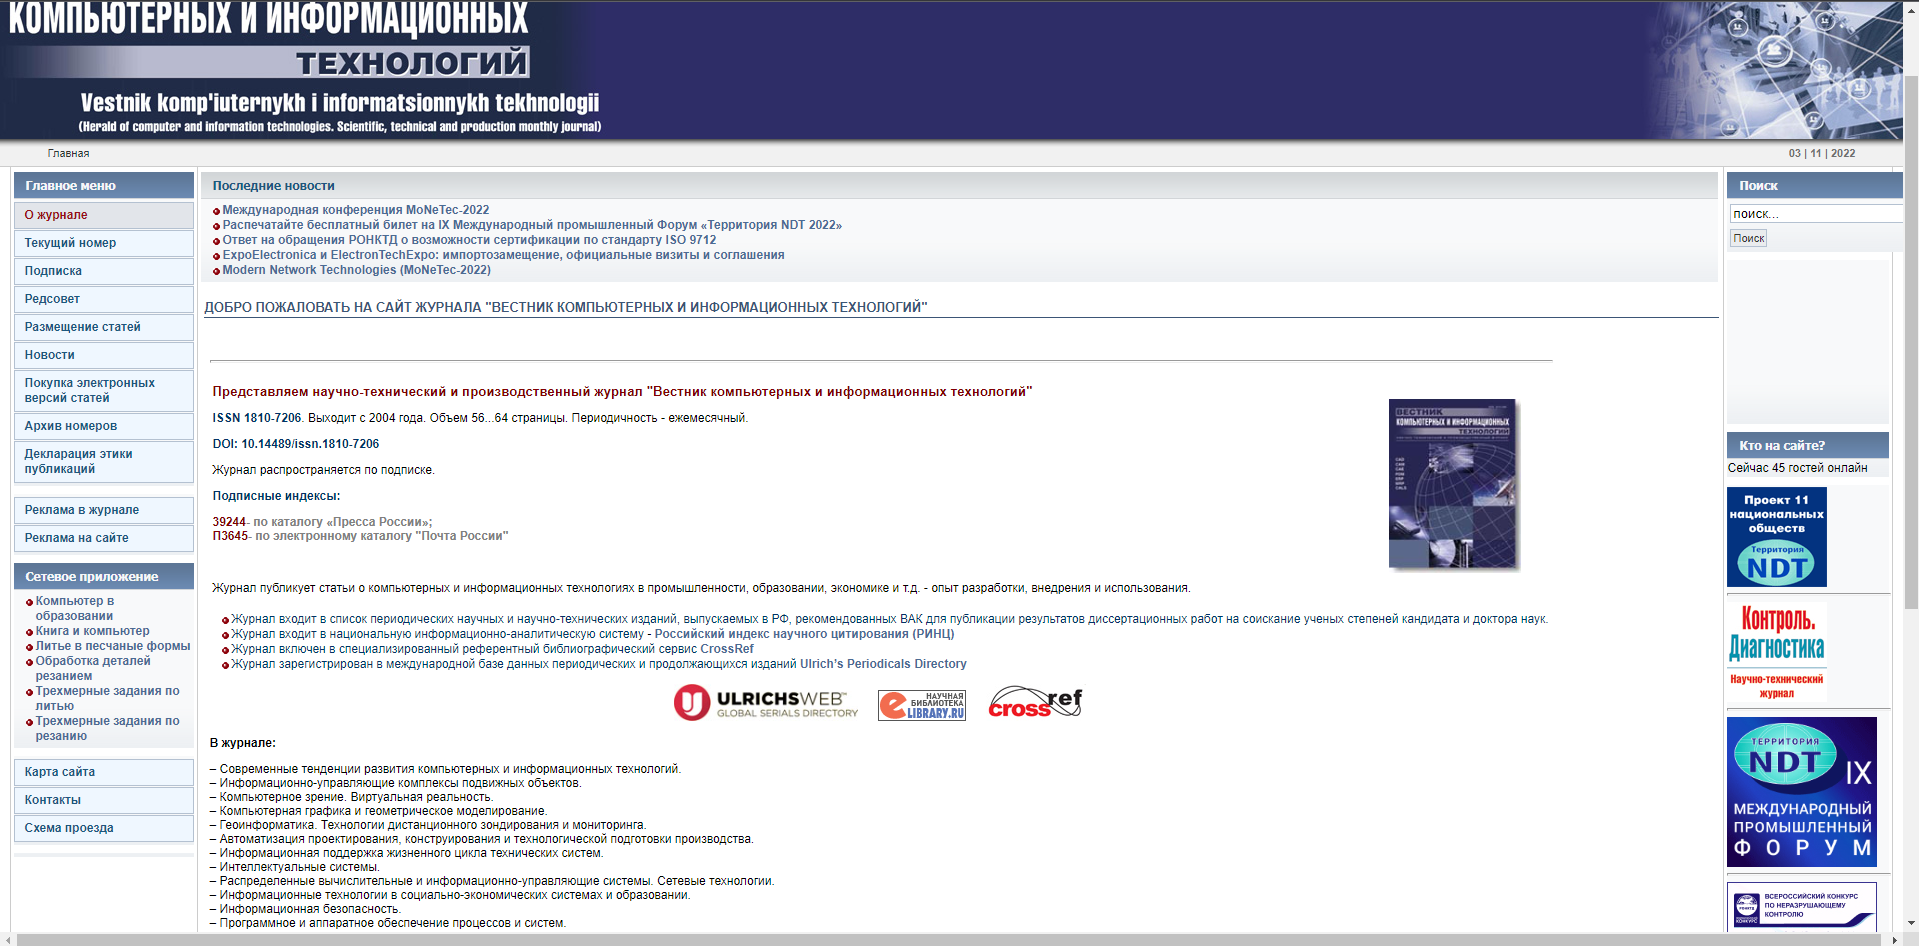 КОМПЬЮТЕРНЫХ И ИНФОРМАЦИОННЫХ
ТЕХНОЛОГИЙ
Vestnik komp'iuternykh i informatsionnykh tekhnologii
(Herald of computer and information technologies. Scientific, technical and production monthly journal)
Главная
03 | 11 | 2022
Главное меню
О журнале
Текущий номер
Подписка
Редсовет
Размещение статей
Новости
Покупка электронных
версий статей
Архив номеров
Декларация этики
публикаций
Реклама в журнале
Реклама на сайте
Сетевое приложение
Компьютер в
образовании
Книга и компьютер
Литье в песчаные формы
Обработка деталей
резанием
Трехмерные задания по
литью
Трехмерные задания по
резанию
Карта сайта
Контакты
Схема проезда
Последние новости
Международная конференция MoNeTec-2022
Распечатайте бесплатный билет на IX Международный промышленный Форум «Территория NDT 2022»
Ответ на обращения РОНКТД о возможности сертификации по стандарту ISO 9712
ExpoElectronica и ElectronTechExpo: импортозамещение, официальные визиты и соглашения
Modern Network Technologies (MoNeTec-2022)
ДОБРО ПОЖАЛОВАТЬ НА САЙТ ЖУРНАЛА "ВЕСТНИК КОМПЬЮТЕРНЫХ И ИНФОРМАЦИОННЫХ ТЕХНОЛОГИЙ"
Представляем научно-технический и производственный журнал "Вестник компьютерных и информационных технологий"
ISSN 1810-7206. Выходит с 2004 года. Объем 56...64 страницы. Периодичность - ежемесячный.
DOI: 10.14489/issn.1810-7206
Журнал распространяется по подписке.
Подписные индексы:
39244- по каталогу «Пресса России»;
П3645- по электронному каталогу "Почта России"
ВЕСТНИК
КОМПЬЮТЕРНЫХ И ИНФОРМАЦИОННЫХ
ТЕХНОЛОГИЙ
Журнал публикует статьи о компьютерных и информационных технологиях в промышленности, образовании, экономике и т.д. - опыт разработки, внедрения и использования.
Журнал входит в список периодических научных и научно-технических изданий, выпускаемых в РФ, рекомендованных ВАК для публикации результатов диссертационных работ на соискание ученых степеней кандидата и доктора наук.
Журнал входит в национальную информационно-аналитическую систему - Российский индекс научного цитирования (РИНЦ)
Журнал включен в специализированный референтный библиографический сервис CrossRef
Журнал зарегистрирован в международной базе данных периодических и продолжающихся изданий Ulrich's Periodicals Directory
ULRICHSWEB™
GLOBAL SERIALS DIRECTORY
НАУЧНАЯ
БИБЛИОТЕКА
eLIBRARY.RU
crossref
В журнале:
– Современные тенденции развития компьютерных и информационных технологий.
– Информационно-управляющие комплексы подвижных объектов.
– Компьютерное зрение. Виртуальная реальность.
– Компьютерная графика и геометрическое моделирование.
– Геоинформатика. Технологии дистанционного зондирования и мониторинга.
– Автоматизация проектирования, конструирования и технологической подготовки производства.
– Информационная поддержка жизненного цикла технических систем.
– Интеллектуальные системы.
– Распределенные вычислительные и информационно-управляющие системы. Сетевые технологии.
– Информационные технологии в социально-экономических системах и образовании.
– Информационная безопасность.
– Программное и аппаратное обеспечение процессов и систем.
Поиск
поиск...
Поиск
Кто на сайте?
Сейчас 45 гостей онлайн
Проект 11
национальных
обществ
Территория
NDT
Контроль.
Диагностика
Научно-технический
журнал
ТЕРРИТОРИЯ
NDT
IX
МЕЖДУНАРОДНЫЙ
ПРОМЫШЛЕННЫЙ
ФОРУМ
ВСЕРОССИЙСКИЙ КОНКУРС
ПО НЕРАЗРУШАЮЩЕМУ
КОНТРОЛЮ